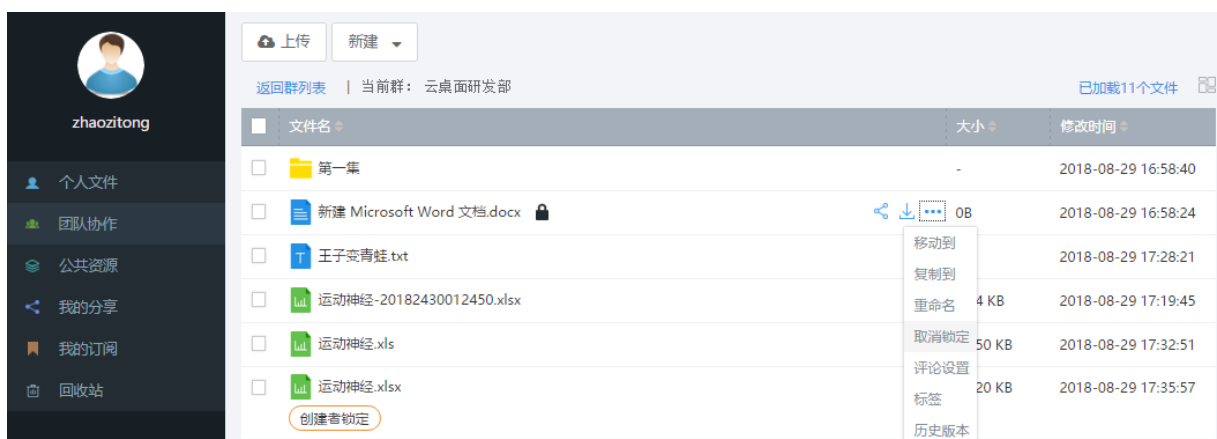 上传
新建
返回群列表 | 当前群： 云桌面研发部
已加载11个文件
zhaozitong
个人文件
团队协作
公共资源
我的分享
我的订阅
回收站
文件名 大小 修改时间
第一集 - 2018-08-29 16:58:40
新建 Microsoft Word 文档.docx 0B 2018-08-29 16:58:24
王子变青蛙.txt 2018-08-29 17:28:21
运动神经-20182430012450.xlsx 4 KB 2018-08-29 17:19:45
运动神经.xls 50 KB 2018-08-29 17:32:51
运动神经.xlsx 20 KB 2018-08-29 17:35:57
创建者锁定
移动到
复制到
重命名
取消锁定
评论设置
标签
历史版本